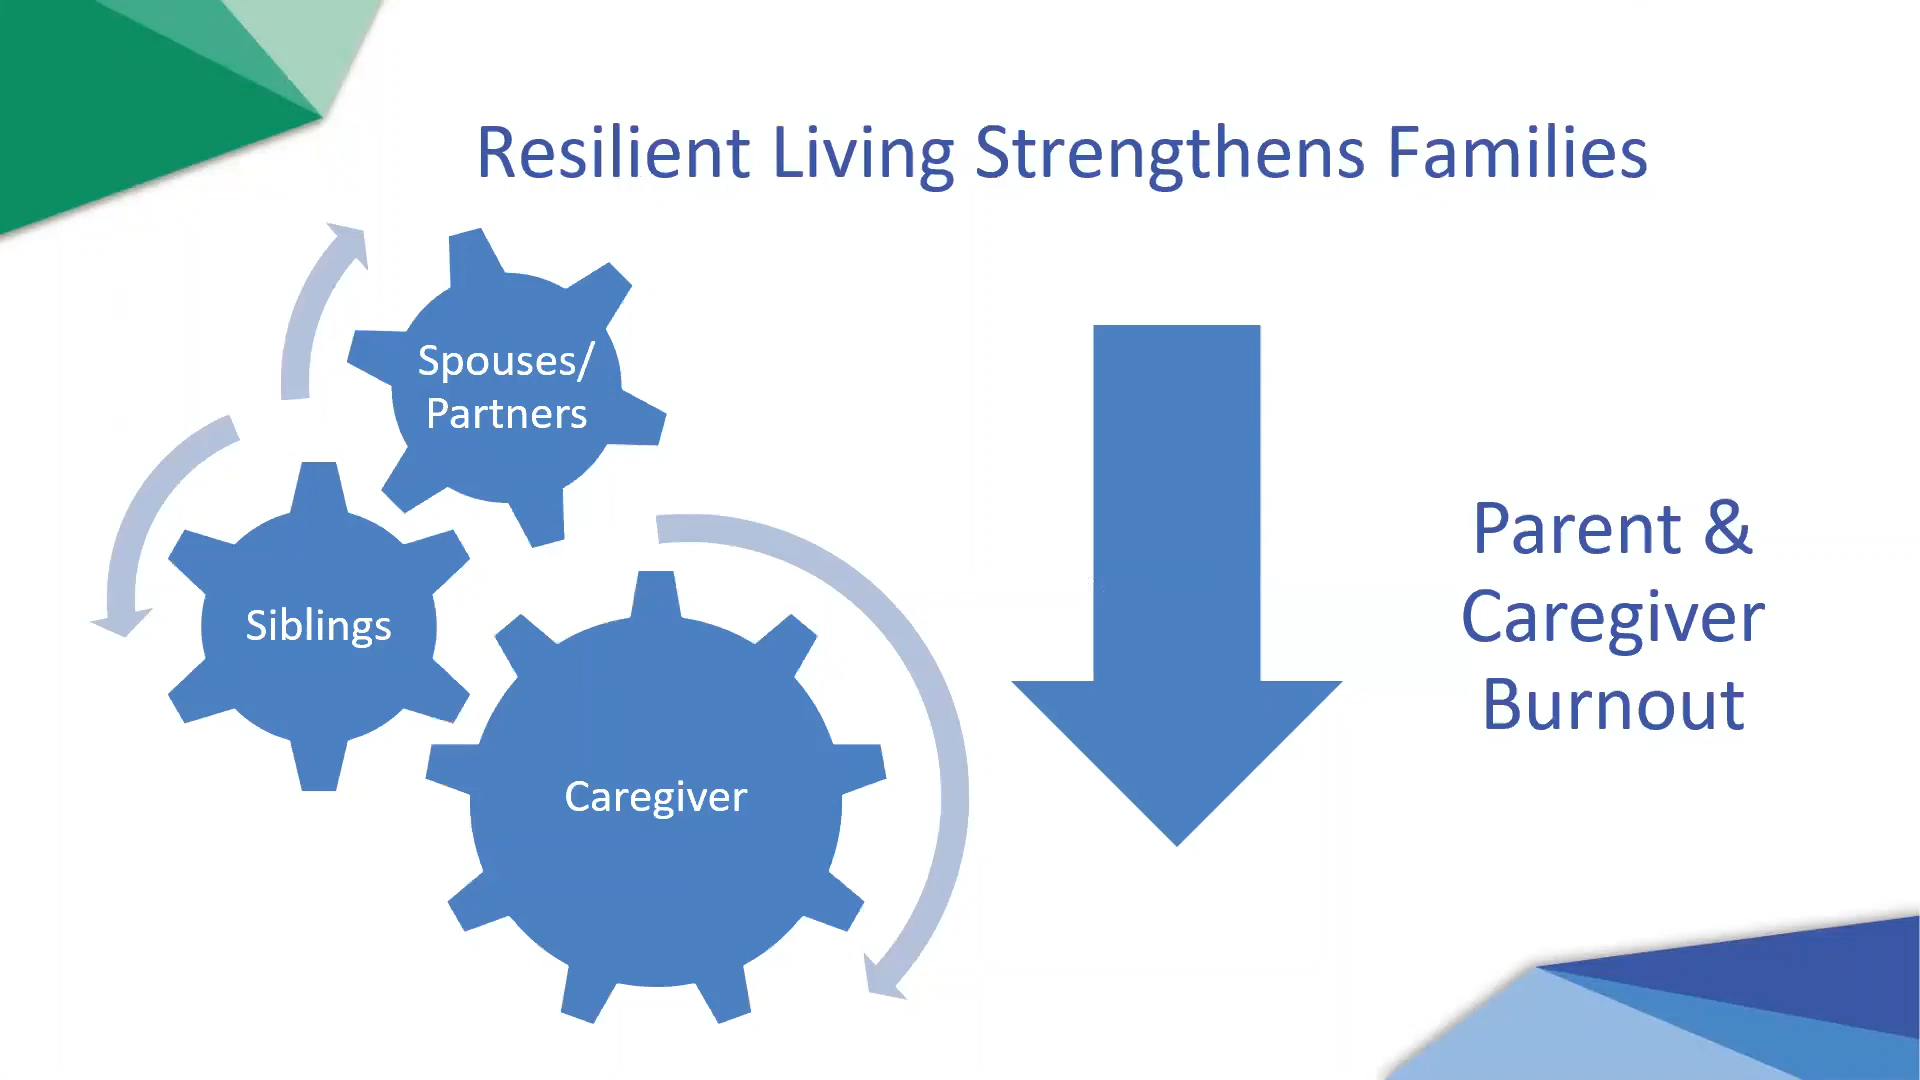 Resilient Living Strengthens Families
Spouses/
Partners
Siblings
Caregiver
Parent &
Caregiver
Burnout